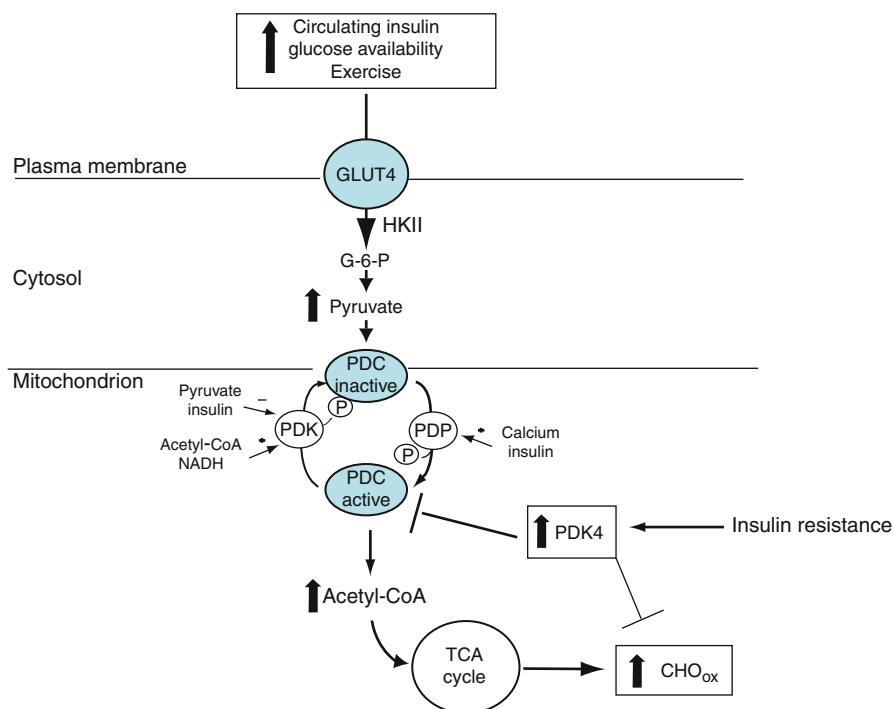 Circulating insulin
glucose availability
Exercise
Plasma membrane
GLUT4
HKII
G-6-P
Cytosol
Pyruvate
Mitochondrion
PDC
inactive
Pyruvate
insulin
−
P
PDK
PDP
Calcium
insulin
Acetyl-CoA
NADH
P
PDC
active
PDK4
Insulin resistance
Acetyl-CoA
TCA
cycle
CHOox